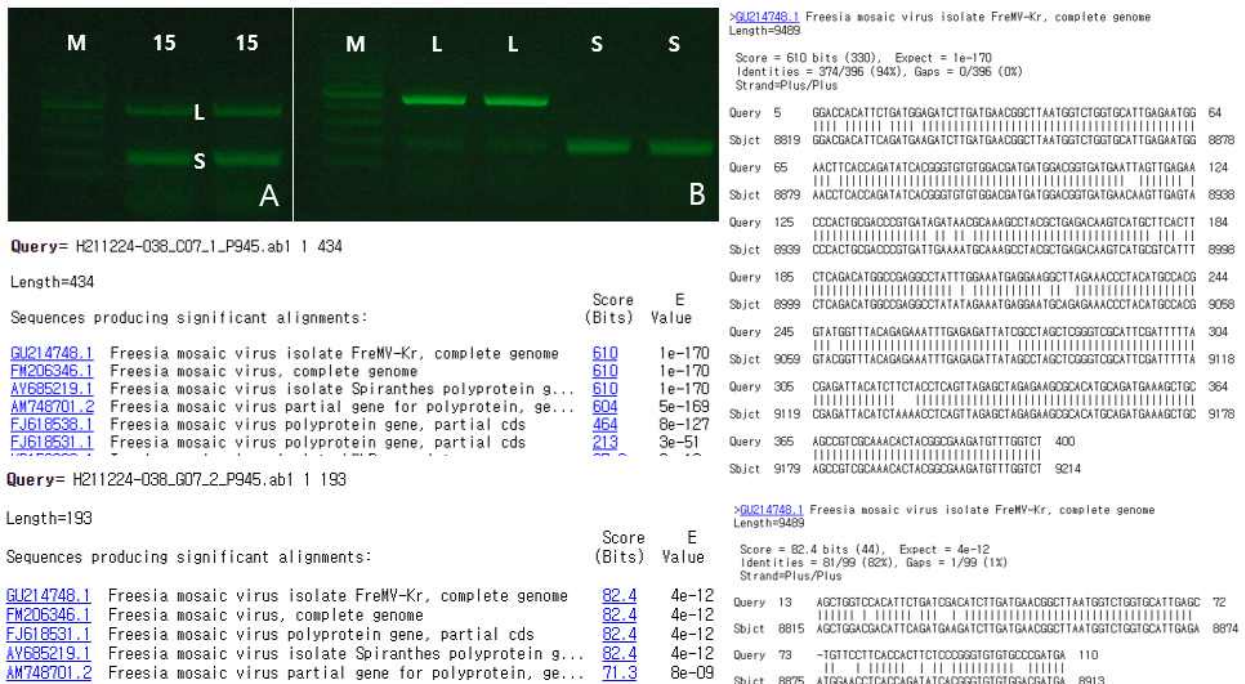 M 15 15
L
S
A
M L L S S
B
Query= H211224-038_C07_1_P945.ab1 1 434
Length=434
Score E
Sequences producing significant alignments: (Bits) Value
GU214748.1 Freesia mosaic virus isolate FreMV-Kr, complete genome 610 1e-170
FM206346.1 Freesia mosaic virus, complete genome 610 1e-170
AY685219.1 Freesia mosaic virus isolate Spiranthes polyprotein g... 610 1e-170
AM748701.2 Freesia mosaic virus partial gene for polyprotein, ge... 604 5e-169
FJ618538.1 Freesia mosaic virus polyprotein gene, partial cds 464 8e-127
FJ618531.1 Freesia mosaic virus polyprotein gene, partial cds 213 3e-51
Query= H211224-038_G07_2_P945.ab1 1 193
Length=193
Score E
Sequences producing significant alignments: (Bits) Value
GU214748.1 Freesia mosaic virus isolate FreMV-Kr, complete genome 82.4 4e-12
FM206346.1 Freesia mosaic virus, complete genome 82.4 4e-12
FJ618531.1 Freesia mosaic virus polyprotein gene, partial cds 82.4 4e-12
AY685219.1 Freesia mosaic virus isolate Spiranthes polyprotein g... 82.4 4e-12
AM748701.2 Freesia mosaic virus partial gene for polyprotein, ge... 71.3 8e-09
>GU214748.1 Freesia mosaic virus isolate FreMV-Kr, complete genome
Length=9489
Score = 610 bits (330), Expect = 1e-170
Identities = 374/396 (94%), Gaps = 0/396 (0%)
Strand=Plus/Plus
Query 5 GGACCACATTCTGATGGAGATCTTGATGAACGGCTTAATGGTCTGGTGCATTGAGAATGG 64
Sbjct 8819 GGACGACATTCAGATGAAGATCTTGATGAACGGCTTAATGGTCTGGTGCATTGAGAATGG 8878
Query 65 AACTTCACCAGATATCACGGGTGTGTGGACGATGATGGACGGTGATGAATTAGTTGAGAA 124
Sbjct 8879 AACCTCACCAGATATCACGGGTGTGTGGACGATGATGGACGGTGATGAACAAGTTGAGTA 8938
Query 125 CCCACTGCGACCCGTGATAGATAACGCAAAGCCTACGCTGAGACAAGTCATGCTTCACTT 184
Sbjct 8939 CCCACTGCGACCCGTGATTGAAAATGCAAAGCCTACGCTGAGACAAGTCATGCGTCATTT 8998
Query 185 CTCAGACATGGCCGAGGCCTATTTGGAAATGAGGAAGGCTTAGAAACCCTACATGCCACG 244
Sbjct 8999 CTCAGACATGGCCGAGGCCTATATAGAAATGAGGAATGCAGAGAAACCCTACATGCCACG 9058
Query 245 GTATGGTTTACAGAGAAATTTGAGAGATTATCGCCTAGCTCGGGTCGCATTCGATTTTTA 304
Sbjct 9059 GTACGGTTTACAGAGAAATTTGAGAGATTATAGCCTAGCTCGGGTCGCATTCGATTTTTA 9118
Query 305 CGAGATTACATCTTCTACCTCAGTTAGAGCTAGAGAAGCGCACATGCAGATGAAAGCTGC 364
Sbjct 9119 CGAGATTACATCTAAAACCTCAGTTAGAGCTAGAGAAGCGCACATGCAGATGAAAGCTGC 9178
Query 365 AGCCGTCGCAAACACTACGGCGAAGATGTTTGGTCT 400
Sbjct 9179 AGCCGTCGCAAACACTACGGCGAAGATGTTTGGTCT 9214
>GU214748.1 Freesia mosaic virus isolate FreMV-Kr, complete genome
Length=9489
Score = 82.4 bits (44), Expect = 4e-12
Identities = 81/99 (82%), Gaps = 1/99 (1%)
Strand=Plus/Plus
Query 13 AGCTGGTCCACATTCTGATCGACATCTTGATGAACGGCTTAATGGTCTGGTGCATTGAGC 72
Sbjct 8815 AGCTGGACGACATTCAGATGAAGATCTTGATGAACGGCTTAATGGTCTGGTGCATTGAGA 8874
Query 73 -TGTTCCTTCACCACTTCTCCCGGGTGTGTGCCCGATGA 110
Sbjct 8875 ATGGAACCTCACCAGATATCACGGGTGTGTGGACGATGA 8913